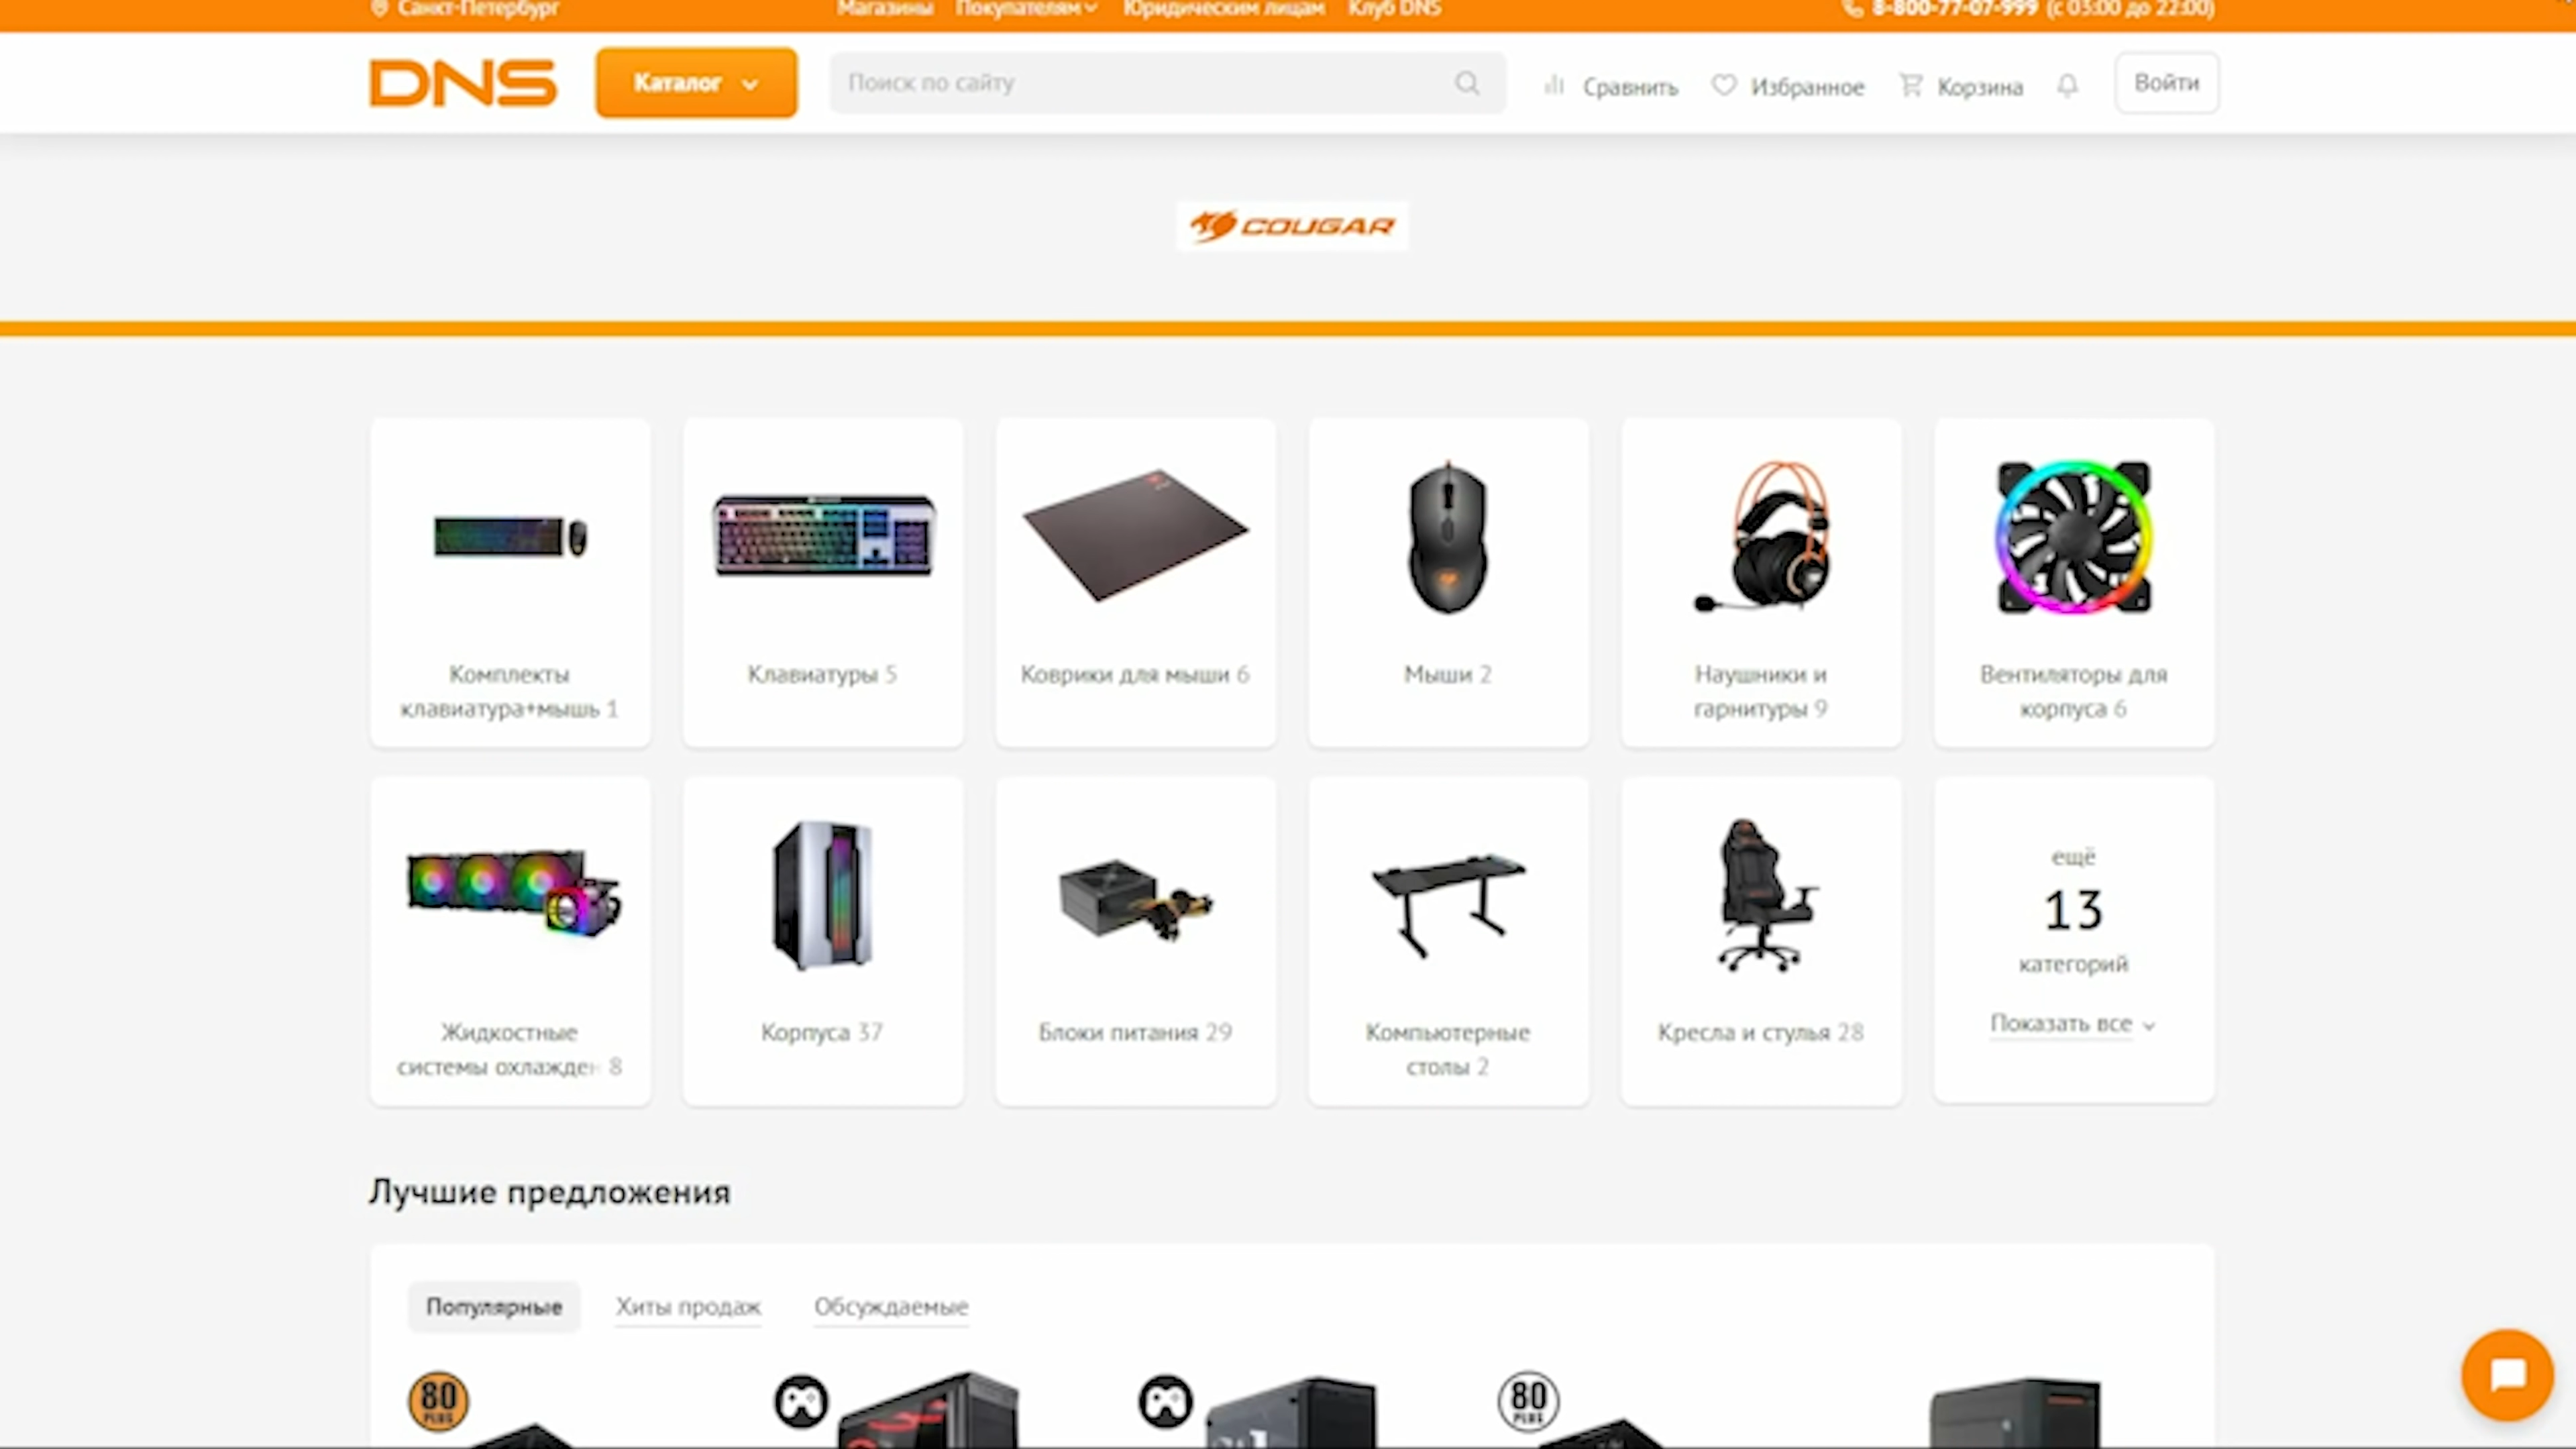 Санкт-Петербург
Магазины Покупателям Юридическим лицам Клуб DNS
8-800-77-07-999 (с 03:00 до 22:00)
DNS
Каталог
Поиск по сайту
Сравнить
Избранное
Корзина
Войти
COUGAR
Комплекты
клавиатура+мышь 1
Клавиатуры 5
Коврики для мыши 6
Мыши 2
Наушники и
гарнитуры 9
Вентиляторы для
корпуса 6
Жидкостные
системы охлажден 8
Корпуса 37
Блоки питания 29
Компьютерные
столы 2
Кресла и стулья 28
ещё
13
категорий
Показать все
Лучшие предложения
Популярные Хиты продаж Обсуждаемые
80
PLUS
80
PLUS